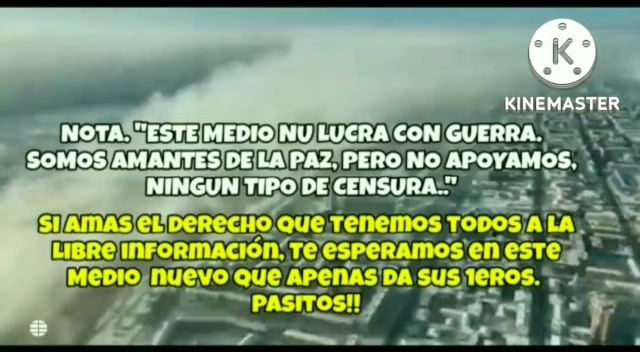 K
KINEMASTER
NOTA. "ESTE MEDIO NU LUCRA CON GUERRA.
SOMOS AMANTES DE LA PAZ, PERO NO APOYAMOS,
NINGUN TIPO DE CENSURA.."
SI AMAS EL DERECHO QUE TENEMOS TODOS A LA
LIBRE INFORMACIÓN, TE ESPERAMOS EN ESTE
MEDIO NUEVO QUE APENAS DA SUS 1EROS.
PASITOS!!